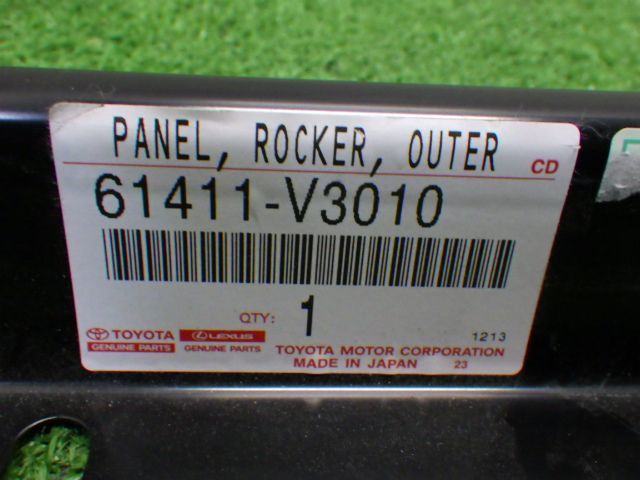 PANEL, ROCKER, OUTER
CD
61411-V3010
QTY: 1
1213
TOYOTA LEXUS
GENUINE PARTS GENUINE PARTS
TOYOTA MOTOR CORPORATION
MADE IN JAPAN 23